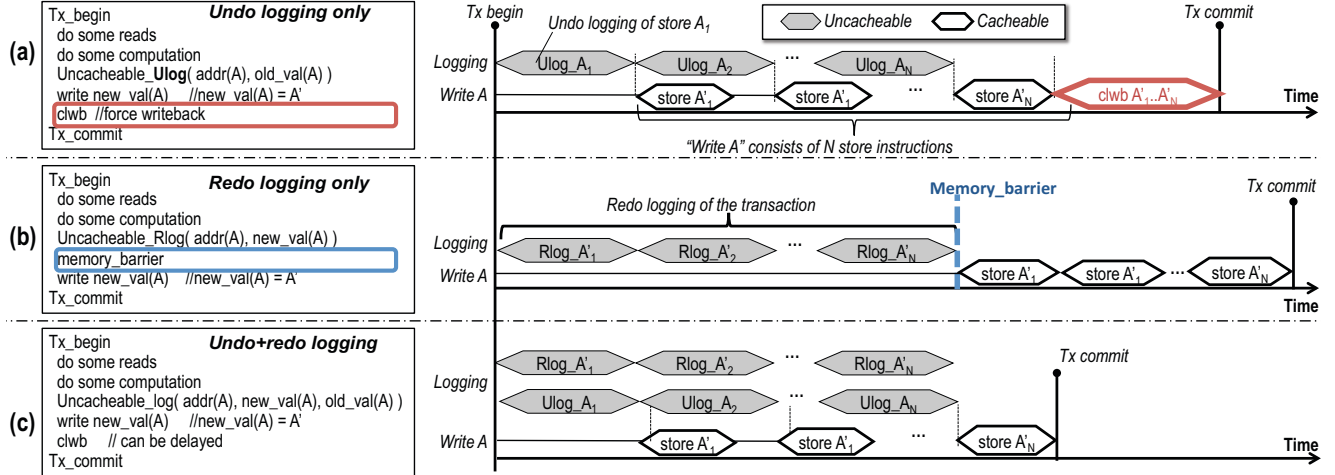 Undo logging only
Tx_begin
do some reads
do some computation
Uncacheable_Ulog( addr(A), old_val(A) )
write new_val(A) //new_val(A) = A'
clwb //force writeback
Tx_commit
(a)
Tx begin
Undo logging of store A1
Uncacheable
Cacheable
Tx commit
Logging
Ulog_A1
Ulog_A2
...
Ulog_AN
Write A
store A'1
store A'1
...
store A'N
clwb A'1..A'N
Time
"Write A" consists of N store instructions
Redo logging only
Tx_begin
do some reads
do some computation
Uncacheable_Rlog( addr(A), new_val(A) )
memory_barrier
write new_val(A) //new_val(A) = A'
Tx_commit
(b)
Memory_barrier
Tx commit
Redo logging of the transaction
Logging
Rlog_A'1
Rlog_A'2
...
Rlog_A'N
Write A
store A'1
store A'1
...
store A'N
Time
Undo+redo logging
Tx_begin
do some reads
do some computation
Uncacheable_log( addr(A), new_val(A), old_val(A) )
write new_val(A) //new_val(A) = A'
clwb // can be delayed
Tx_commit
(c)
Tx commit
Logging
Rlog_A'1
Rlog_A'2
...
Rlog_A'N
Ulog_A1
Ulog_A2
...
Ulog_AN
Write A
store A'1
store A'1
...
store A'N
Time